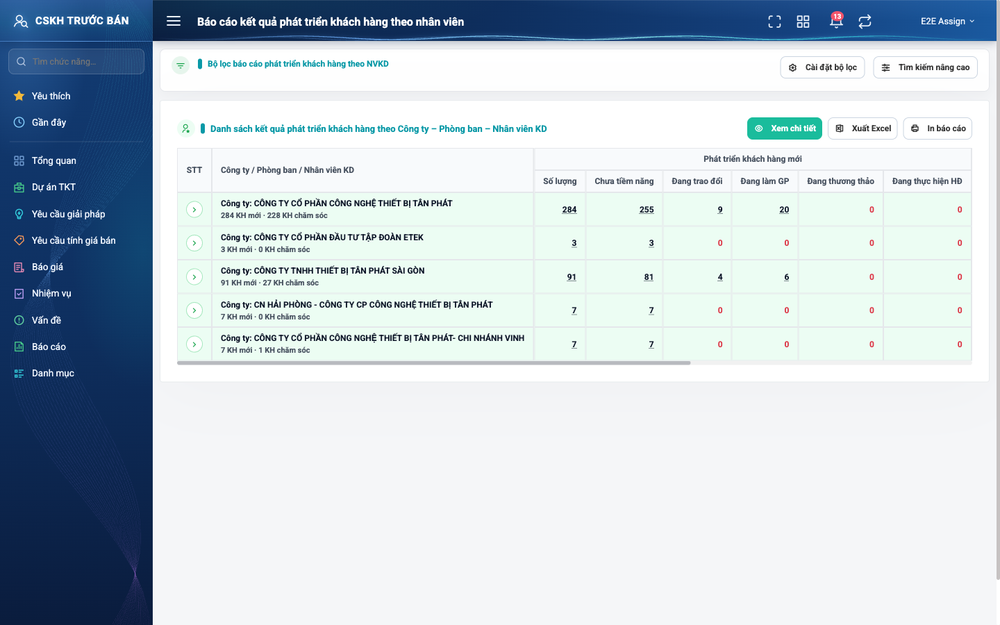 CSKH TRƯỚC BÁN
Báo cáo kết quả phát triển khách hàng theo nhân viên
13
E2E Assign
Tìm chức năng...
Yêu thích
Gần đây
Tổng quan
Dự án TKT
Yêu cầu giải pháp
Yêu cầu tính giá bán
Báo giá
Nhiệm vụ
Vấn đề
Báo cáo
Danh mục
Bộ lọc báo cáo phát triển khách hàng theo NVKD
Cài đặt bộ lọc
Tìm kiếm nâng cao
Danh sách kết quả phát triển khách hàng theo Công ty – Phòng ban – Nhân viên KD
Xem chi tiết
Xuất Excel
In báo cáo
STT
Công ty / Phòng ban / Nhân viên KD
Phát triển khách hàng mới
Số lượng
Chưa tiềm năng
Đang trao đổi
Đang làm GP
Đang thương thảo
Đang thực hiện HĐ
Công ty: CÔNG TY CỔ PHẦN CÔNG NGHỆ THIẾT BỊ TÂN PHÁT
284 KH mới · 228 KH chăm sóc
284 255 9 20 0 0
Công ty: CÔNG TY CỔ PHẦN ĐẦU TƯ TẬP ĐOÀN ETEK
3 KH mới · 0 KH chăm sóc
3 3 0 0 0 0
Công ty: CÔNG TY TNHH THIẾT BỊ TÂN PHÁT SÀI GÒN
91 KH mới · 27 KH chăm sóc
91 81 4 6 0 0
Công ty: CN HẢI PHÒNG - CÔNG TY CP CÔNG NGHỆ THIẾT BỊ TÂN PHÁT
7 KH mới · 0 KH chăm sóc
7 7 0 0 0 0
Công ty: CÔNG TY CỔ PHẦN CÔNG NGHỆ THIẾT BỊ TÂN PHÁT- CHI NHÁNH VINH
7 KH mới · 1 KH chăm sóc
7 7 0 0 0 0